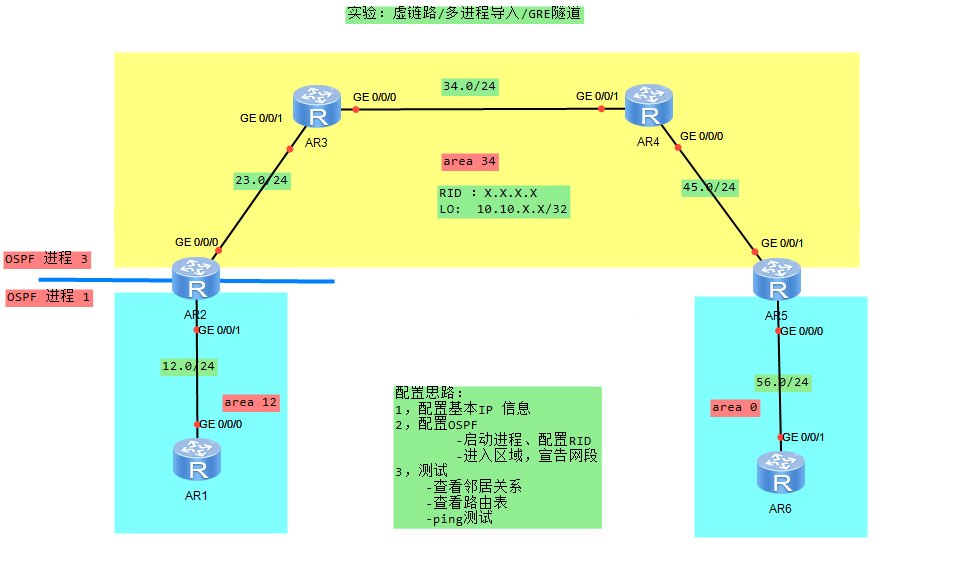 实验：虚链路/多进程导入/GRE隧道
34.0/24
GE 0/0/0
GE 0/0/1
GE 0/0/1
R
AR3
R
AR4
GE 0/0/0
area 34
23.0/24
45.0/24
RID ：X.X.X.X
LO:  10.10.X.X/32
GE 0/0/0
GE 0/0/1
OSPF 进程 3
R
AR2
R
AR5
OSPF 进程 1
GE 0/0/1
GE 0/0/0
12.0/24
56.0/24
area 12
area 0
配置思路：
1，配置基本IP 信息
2，配置OSPF
-启动进程、配置RID
-进入区域，宣告网段
3，测试
-查看邻居关系
-查看路由表
-ping测试
GE 0/0/0
GE 0/0/1
R
AR1
R
AR6